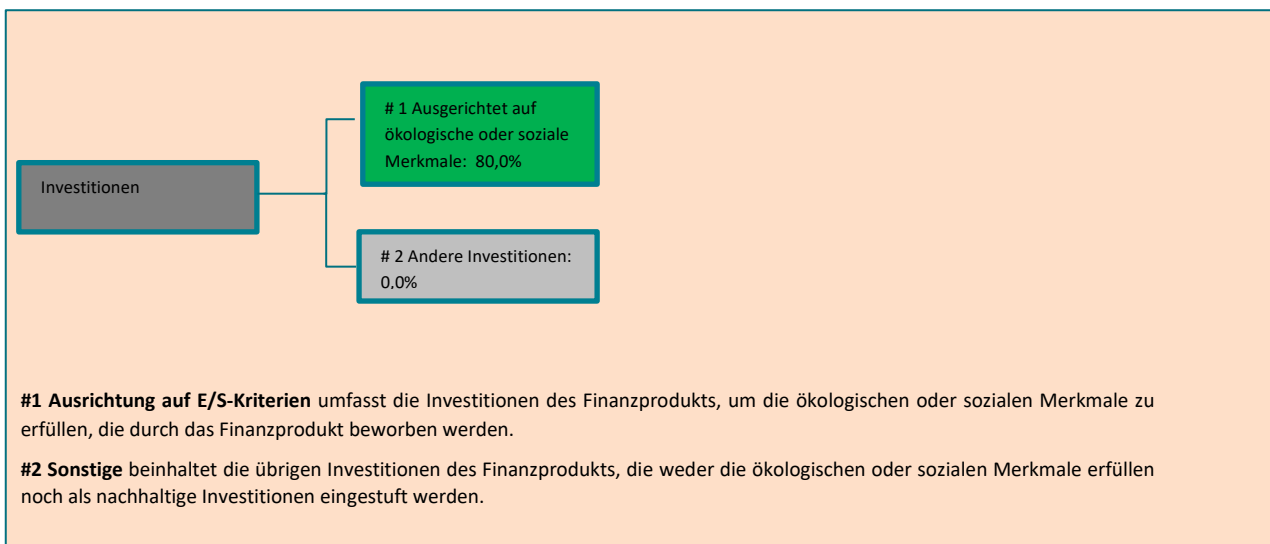 # 1 Ausgerichtet auf
ökologische oder soziale
Merkmale: 80,0%
Investitionen
# 2 Andere Investitionen:
0,0%
#1 Ausrichtung auf E/S-Kriterien umfasst die Investitionen des Finanzprodukts, um die ökologischen oder sozialen Merkmale zu
erfüllen, die durch das Finanzprodukt beworben werden.
#2 Sonstige beinhaltet die übrigen Investitionen des Finanzprodukts, die weder die ökologischen oder sozialen Merkmale erfüllen
noch als nachhaltige Investitionen eingestuft werden.